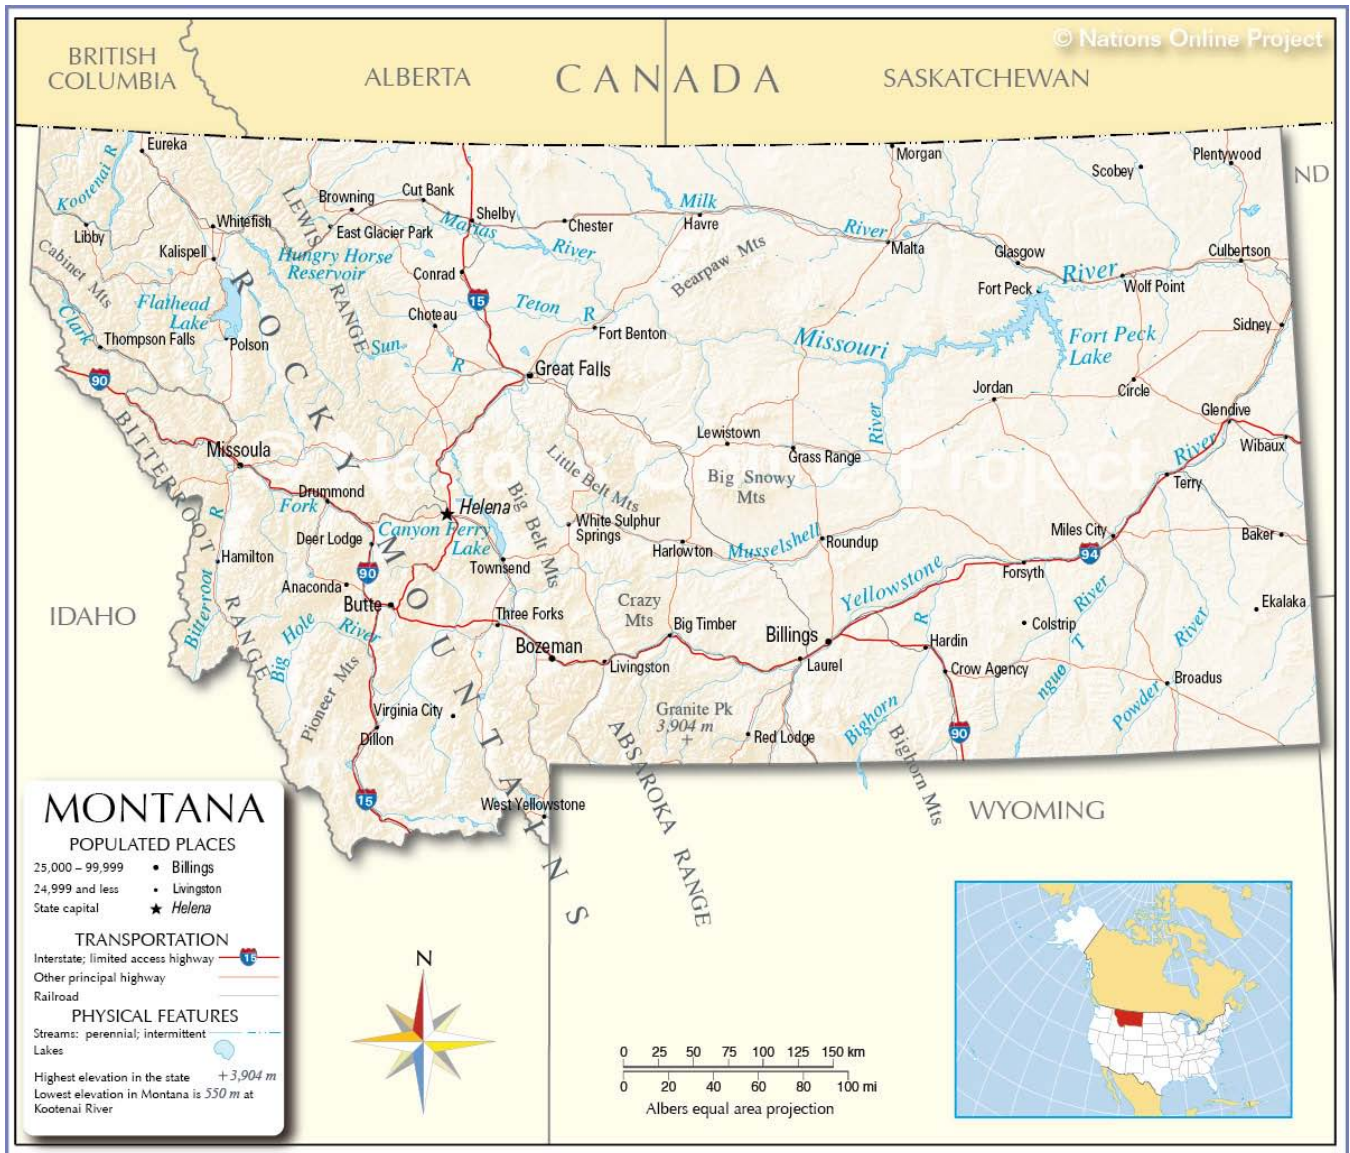 © Nations Online Project
BRITISH
COLUMBIA
ALBERTA
CANADA
SASKATCHEWAN
ND
Eureka
Kootenai R
Libby
Cabinet Mts
Whitefish
Kalispell
LEWIS
RANGE
Browning
Cut Bank
East Glacier Park
Hungry Horse
Reservoir
Shelby
Marias
River
Chester
Milk
River
Havre
Morgan
Malta
Scobey
Plentywood
Glasgow
Culbertson
Fort Peck
River
Wolf Point
Bearpaw Mts
Conrad
15
Flathead
Lake
Clark
Thompson Falls
Polson
Choteau
Teton R
Fort Benton
Sun R
Missouri
River
Fort Peck
Lake
Sidney
90
Great Falls
Jordan
Circle
Glendive
Wibaux
ROCKY MOUNTAINS
© Nations Online Project
BITTERROOT
RANGE
Missoula
Lewistown
Grass Range
Little Belt Mts
Big Snowy
Mts
River
Terry
Drummond
Fork
Helena
Canyon Ferry
Lake
Big Belt Mts
White Sulphur
Springs
Deer Lodge
Harlowton
Musselshell
Roundup
Miles City
94
Baker
Hamilton
Bitterroot R
90
Townsend
Yellowstone
Forsyth
Anaconda
Butte
Three Forks
Crazy
Mts
Big Timber
Billings
R
Colstrip
Ekalaka
IDAHO
Big Hole
River
Bozeman
Livingston
Laurel
Hardin
Crow Agency
nguo T
River
Powder
River
Broadus
Pioneer Mts
Virginia City
Dillon
Granite Pk
3,904 m
+
Red Lodge
Bighorn
Bighorn Mts
90
ABSAROKA RANGE
15
West Yellowstone
WYOMING
MONTANA
POPULATED PLACES
25,000 – 99,999 • Billings
24,999 and less • Livingston
State capital ★ Helena
TRANSPORTATION
Interstate; limited access highway 15
Other principal highway
Railroad
PHYSICAL FEATURES
Streams: perennial; intermittent
Lakes
Highest elevation in the state +3,904 m
Lowest elevation in Montana is 550 m at
Kootenai River
N
0 25 50 75 100 125 150 km
0 20 40 60 80 100 mi
Albers equal area projection